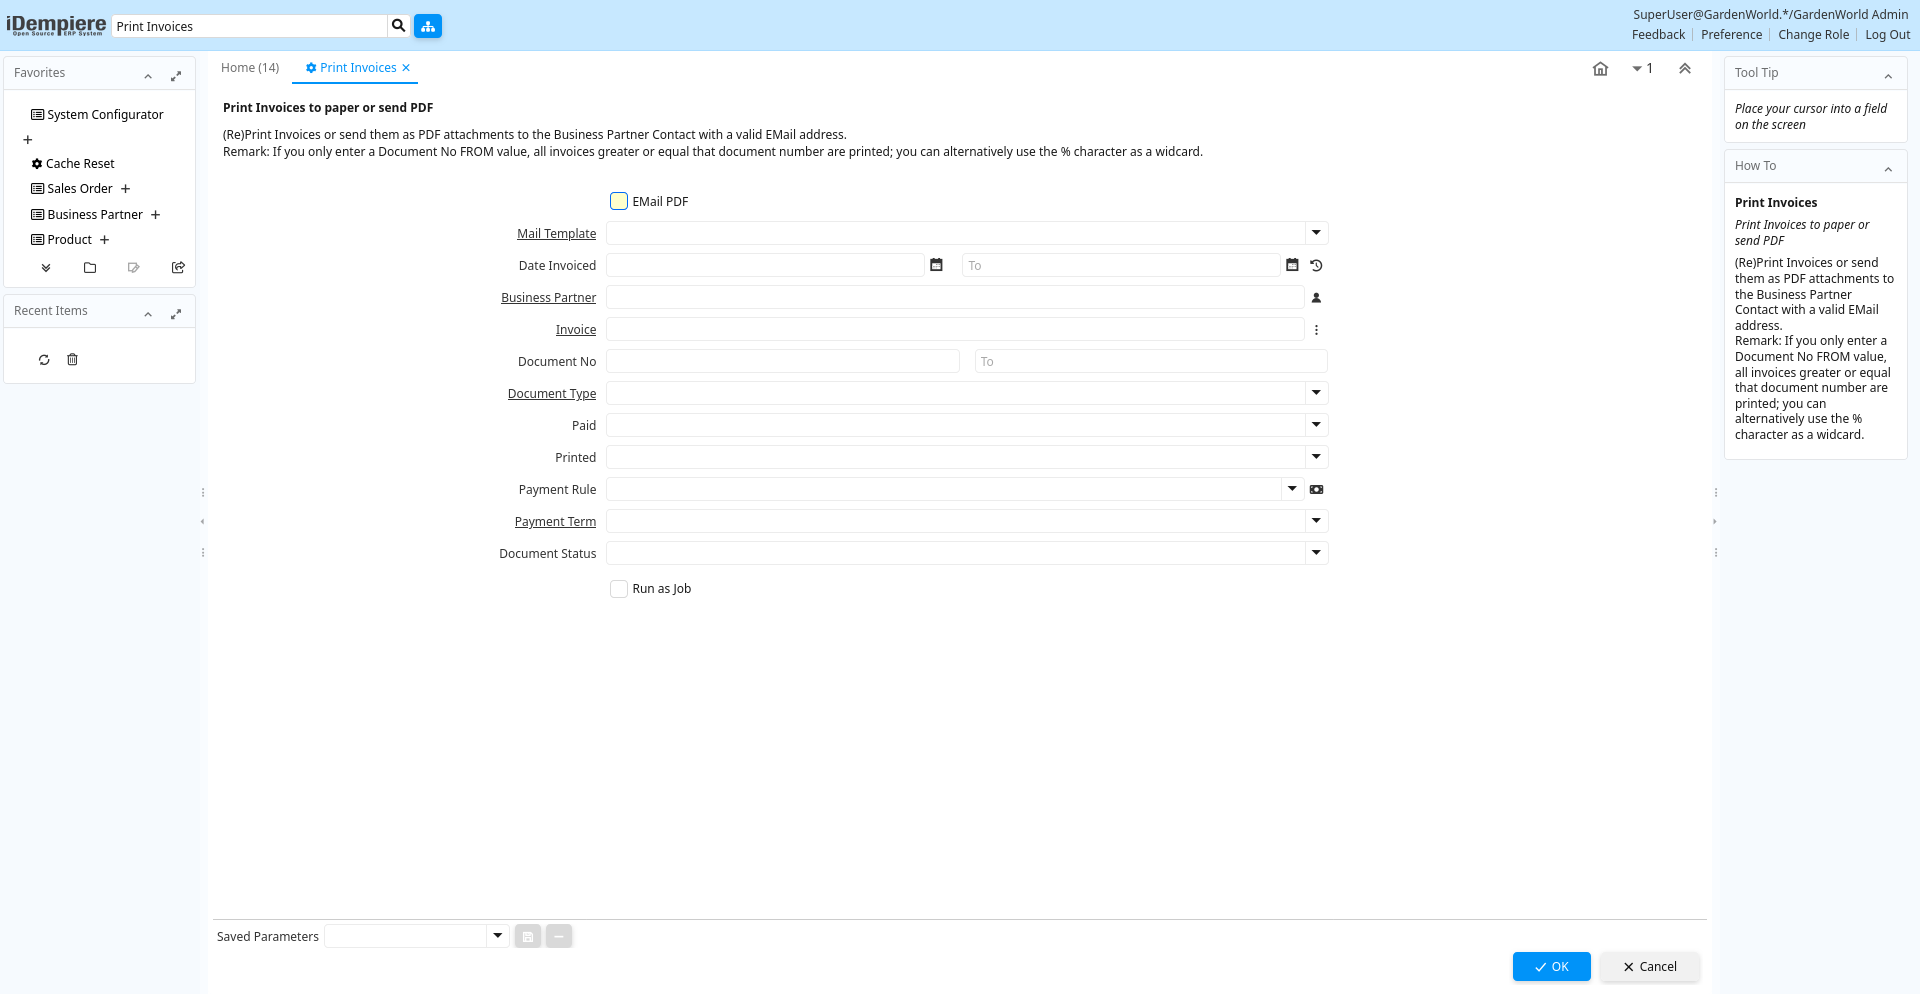 iDempiere
Open Source ERP System
Print Invoices
SuperUser@GardenWorld.*/GardenWorld Admin
Feedback
Preference
Change Role
Log Out
Favorites
System Configurator
Cache Reset
Sales Order
Business Partner
Product
Recent Items
Home (14)
Print Invoices
1
Print Invoices to paper or send PDF
(Re)Print Invoices or send them as PDF attachments to the Business Partner Contact with a valid EMail address.
Remark: If you only enter a Document No FROM value, all invoices greater or equal that document number are printed; you can alternatively use the % character as a widcard.
EMail PDF
Mail Template
Date Invoiced
To
Business Partner
Invoice
Document No
To
Document Type
Paid
Printed
Payment Rule
Payment Term
Document Status
Run as Job
Saved Parameters
OK
Cancel
Tool Tip
Place your cursor into a field
on the screen
How To
Print Invoices
Print Invoices to paper or
send PDF
(Re)Print Invoices or send
them as PDF attachments to
the Business Partner
Contact with a valid EMail
address.
Remark: If you only enter a
Document No FROM value,
all invoices greater or equal
that document number are
printed; you can
alternatively use the %
character as a widcard.